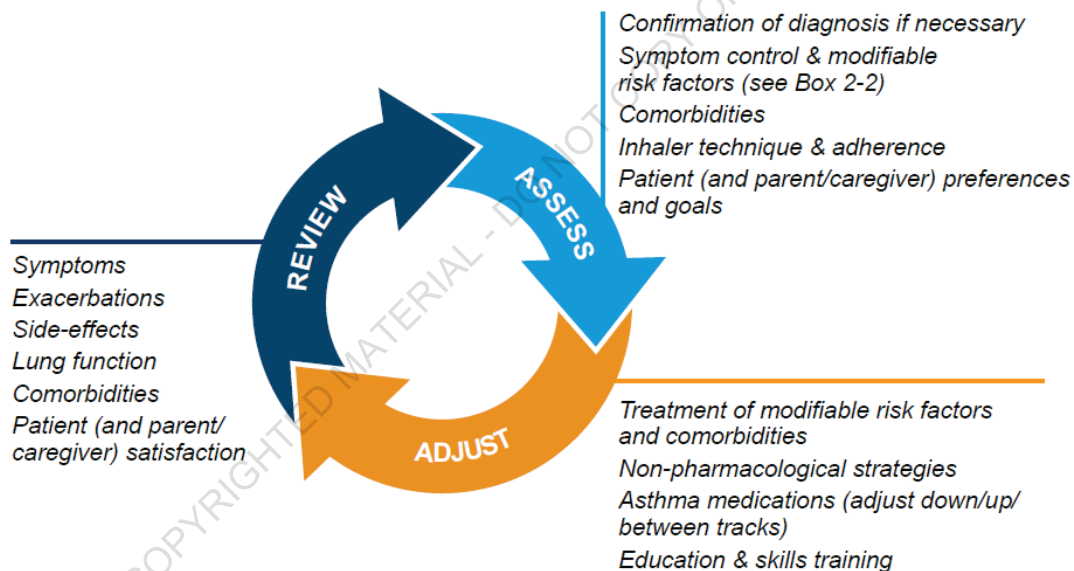 Confirmation of diagnosis if necessary
Symptom control & modifiable
risk factors (see Box 2-2)
Comorbidities
Inhaler technique & adherence
Patient (and parent/caregiver) preferences
and goals
ASSESS
REVIEW
Symptoms
Exacerbations
Side-effects
Lung function
Comorbidities
Patient (and parent/
caregiver) satisfaction
ADJUST
Treatment of modifiable risk factors
and comorbidities
Non-pharmacological strategies
Asthma medications (adjust down/up/
between tracks)
Education & skills training
COPYRIGHTED MATERIAL - DO NOT COPY